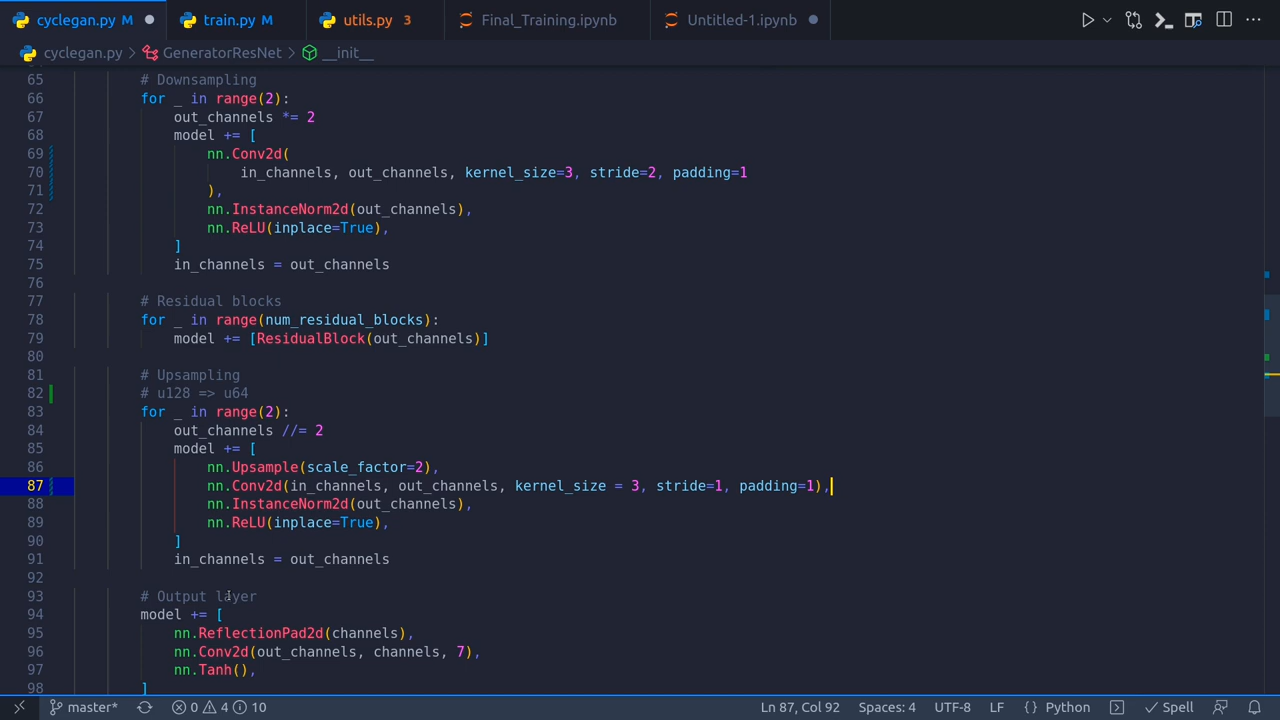 cyclegan.py M train.py M utils.py 3 Final_Training.ipynb Untitled-1.ipynb
cyclegan.py > GeneratorResNet > __init__
65 # Downsampling
66 for _ in range(2):
67 out_channels *= 2
68 model += [
69 nn.Conv2d(
70 in_channels, out_channels, kernel_size=3, stride=2, padding=1
71 ),
72 nn.InstanceNorm2d(out_channels),
73 nn.ReLU(inplace=True),
74 ]
75 in_channels = out_channels
76
77 # Residual blocks
78 for _ in range(num_residual_blocks):
79 model += [ResidualBlock(out_channels)]
80
81 # Upsampling
82 # u128 => u64
83 for _ in range(2):
84 out_channels //= 2
85 model += [
86 nn.Upsample(scale_factor=2),
87 nn.Conv2d(in_channels, out_channels, kernel_size = 3, stride=1, padding=1),
88 nn.InstanceNorm2d(out_channels),
89 nn.ReLU(inplace=True),
90 ]
91 in_channels = out_channels
92
93 # Output layer
94 model += [
95 nn.ReflectionPad2d(channels),
96 nn.Conv2d(out_channels, channels, 7),
97 nn.Tanh(),
98 ]
master* 0 4 10 Ln 87, Col 92 Spaces: 4 UTF-8 LF {} Python Spell